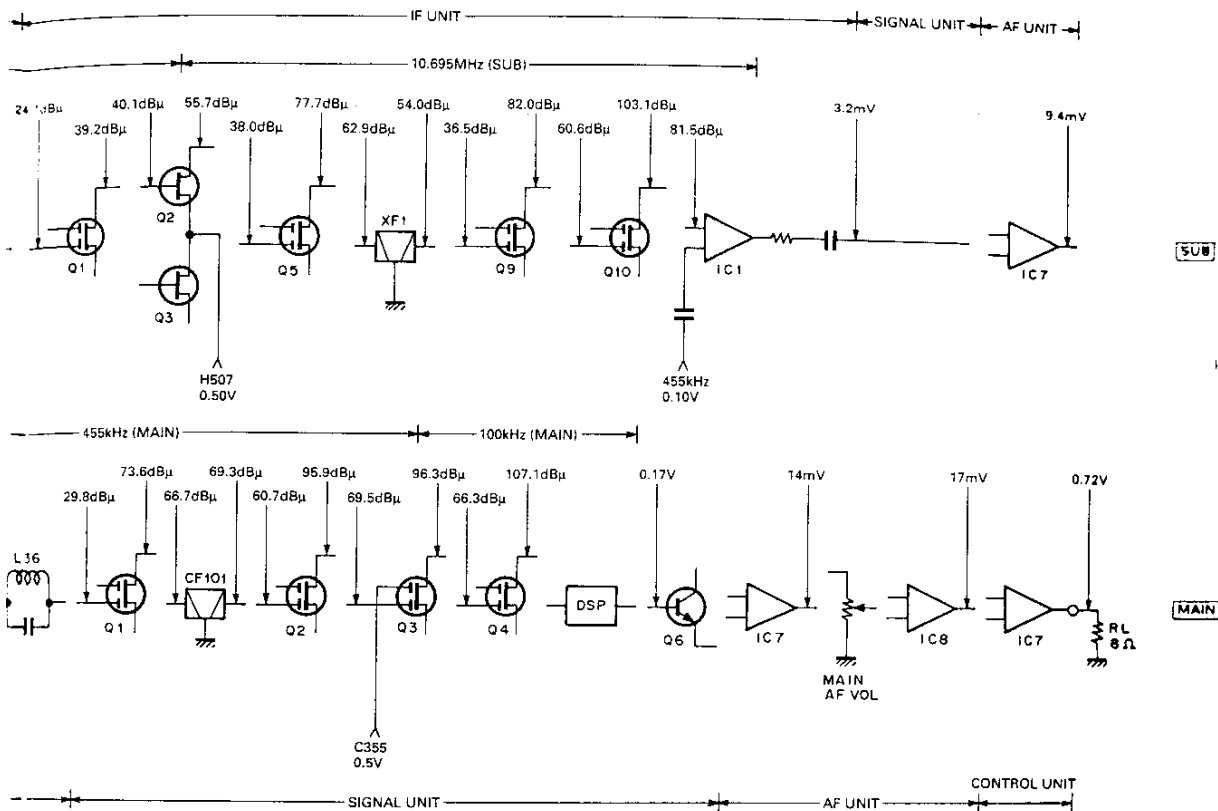 IF UNIT SIGNAL UNIT AF UNIT
10.695MHz (SUB)
40.1dBμ 55.7dBμ 77.7dBμ 54.0dBμ 82.0dBμ 103.1dBμ 3.2mV 9.4mV
39.2dBμ 38.0dBμ 62.9dBμ 36.5dBμ 60.6dBμ 81.5dBμ
Q2 XF1
Q1 Q5 Q9 Q10 IC1 IC7 SUB
Q3
H507 455kHz
0.50V 0.10V
455kHz (MAIN) 100kHz (MAIN)
73.6dBμ 69.3dBμ 95.9dBμ 96.3dBμ 107.1dBμ 0.17V 14mV 17mV 0.72V
29.8dBμ 66.7dBμ 60.7dBμ 69.5dBμ 66.3dBμ
L36
CF101 DSP MAIN
Q1 Q2 Q3 Q4 Q6 IC7 IC8 IC7 RL
8Ω
MAIN
AF VOL
C355
0.5V
SIGNAL UNIT AF UNIT CONTROL UNIT